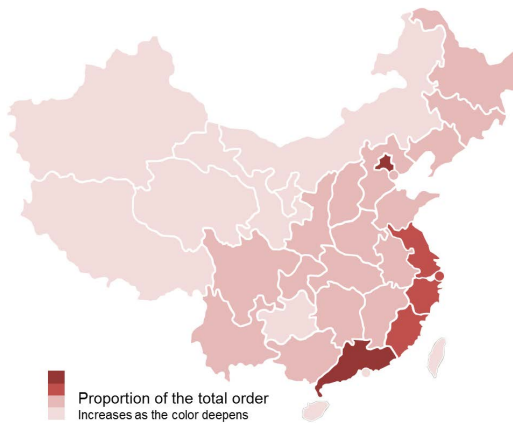 Proportion of the total order
Increases as the color deepens